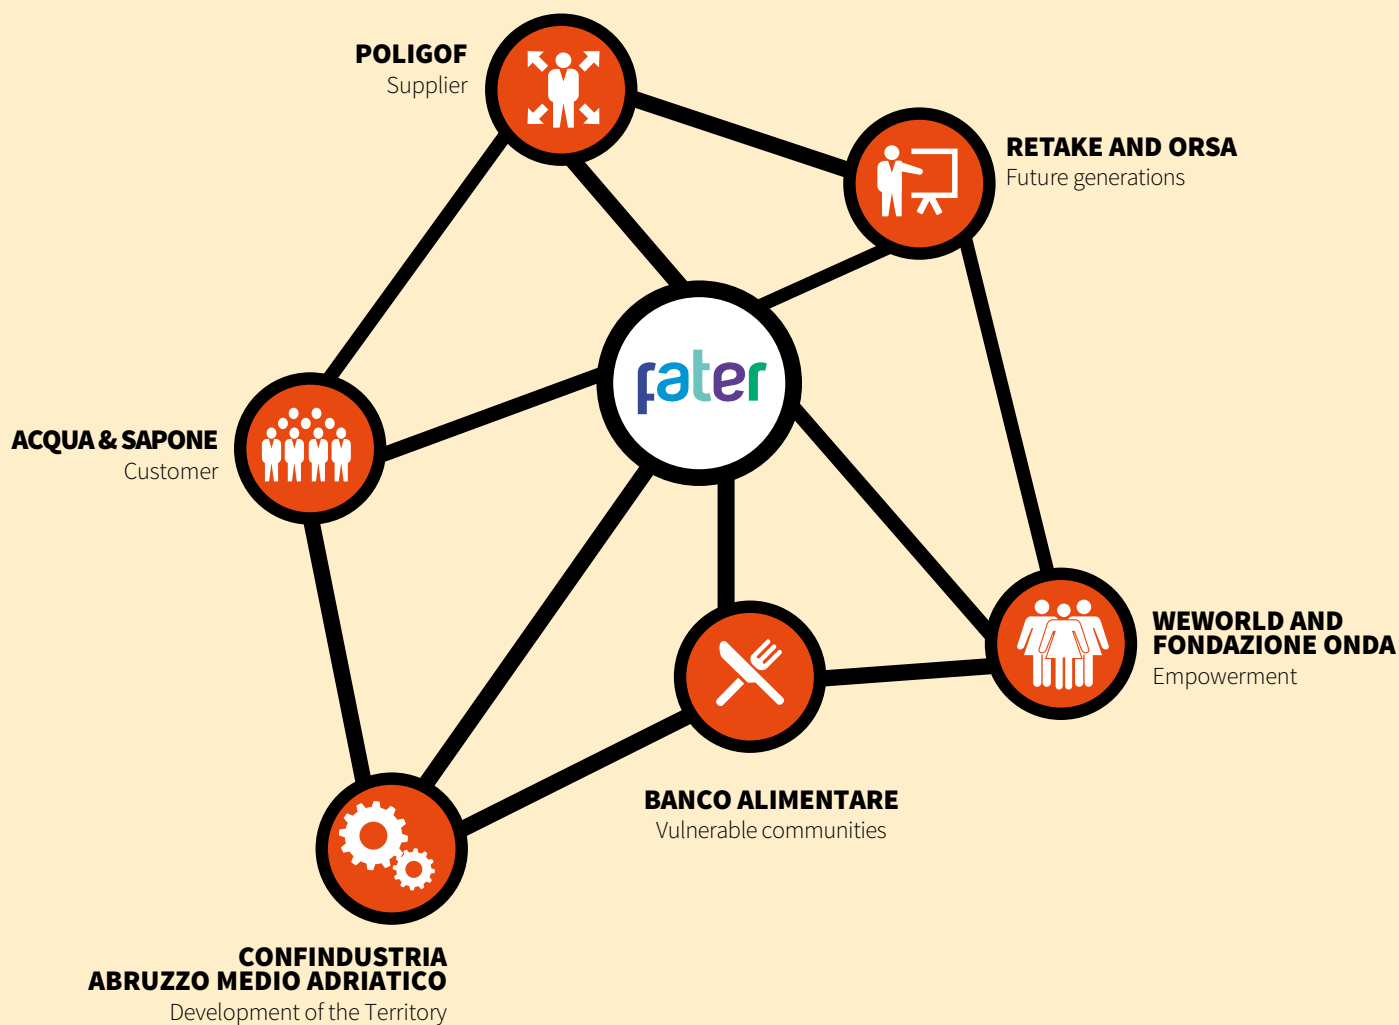 POLIGOF
Supplier
RETAKE AND ORSA
Future generations
fater
ACQUA & SAPONE
Customer
WEWORLD AND
FONDAZIONE ONDA
Empowerment
BANCO ALIMENTARE
Vulnerable communities
CONFINDUSTRIA
ABRUZZO MEDIO ADRIATICO
Development of the Territory